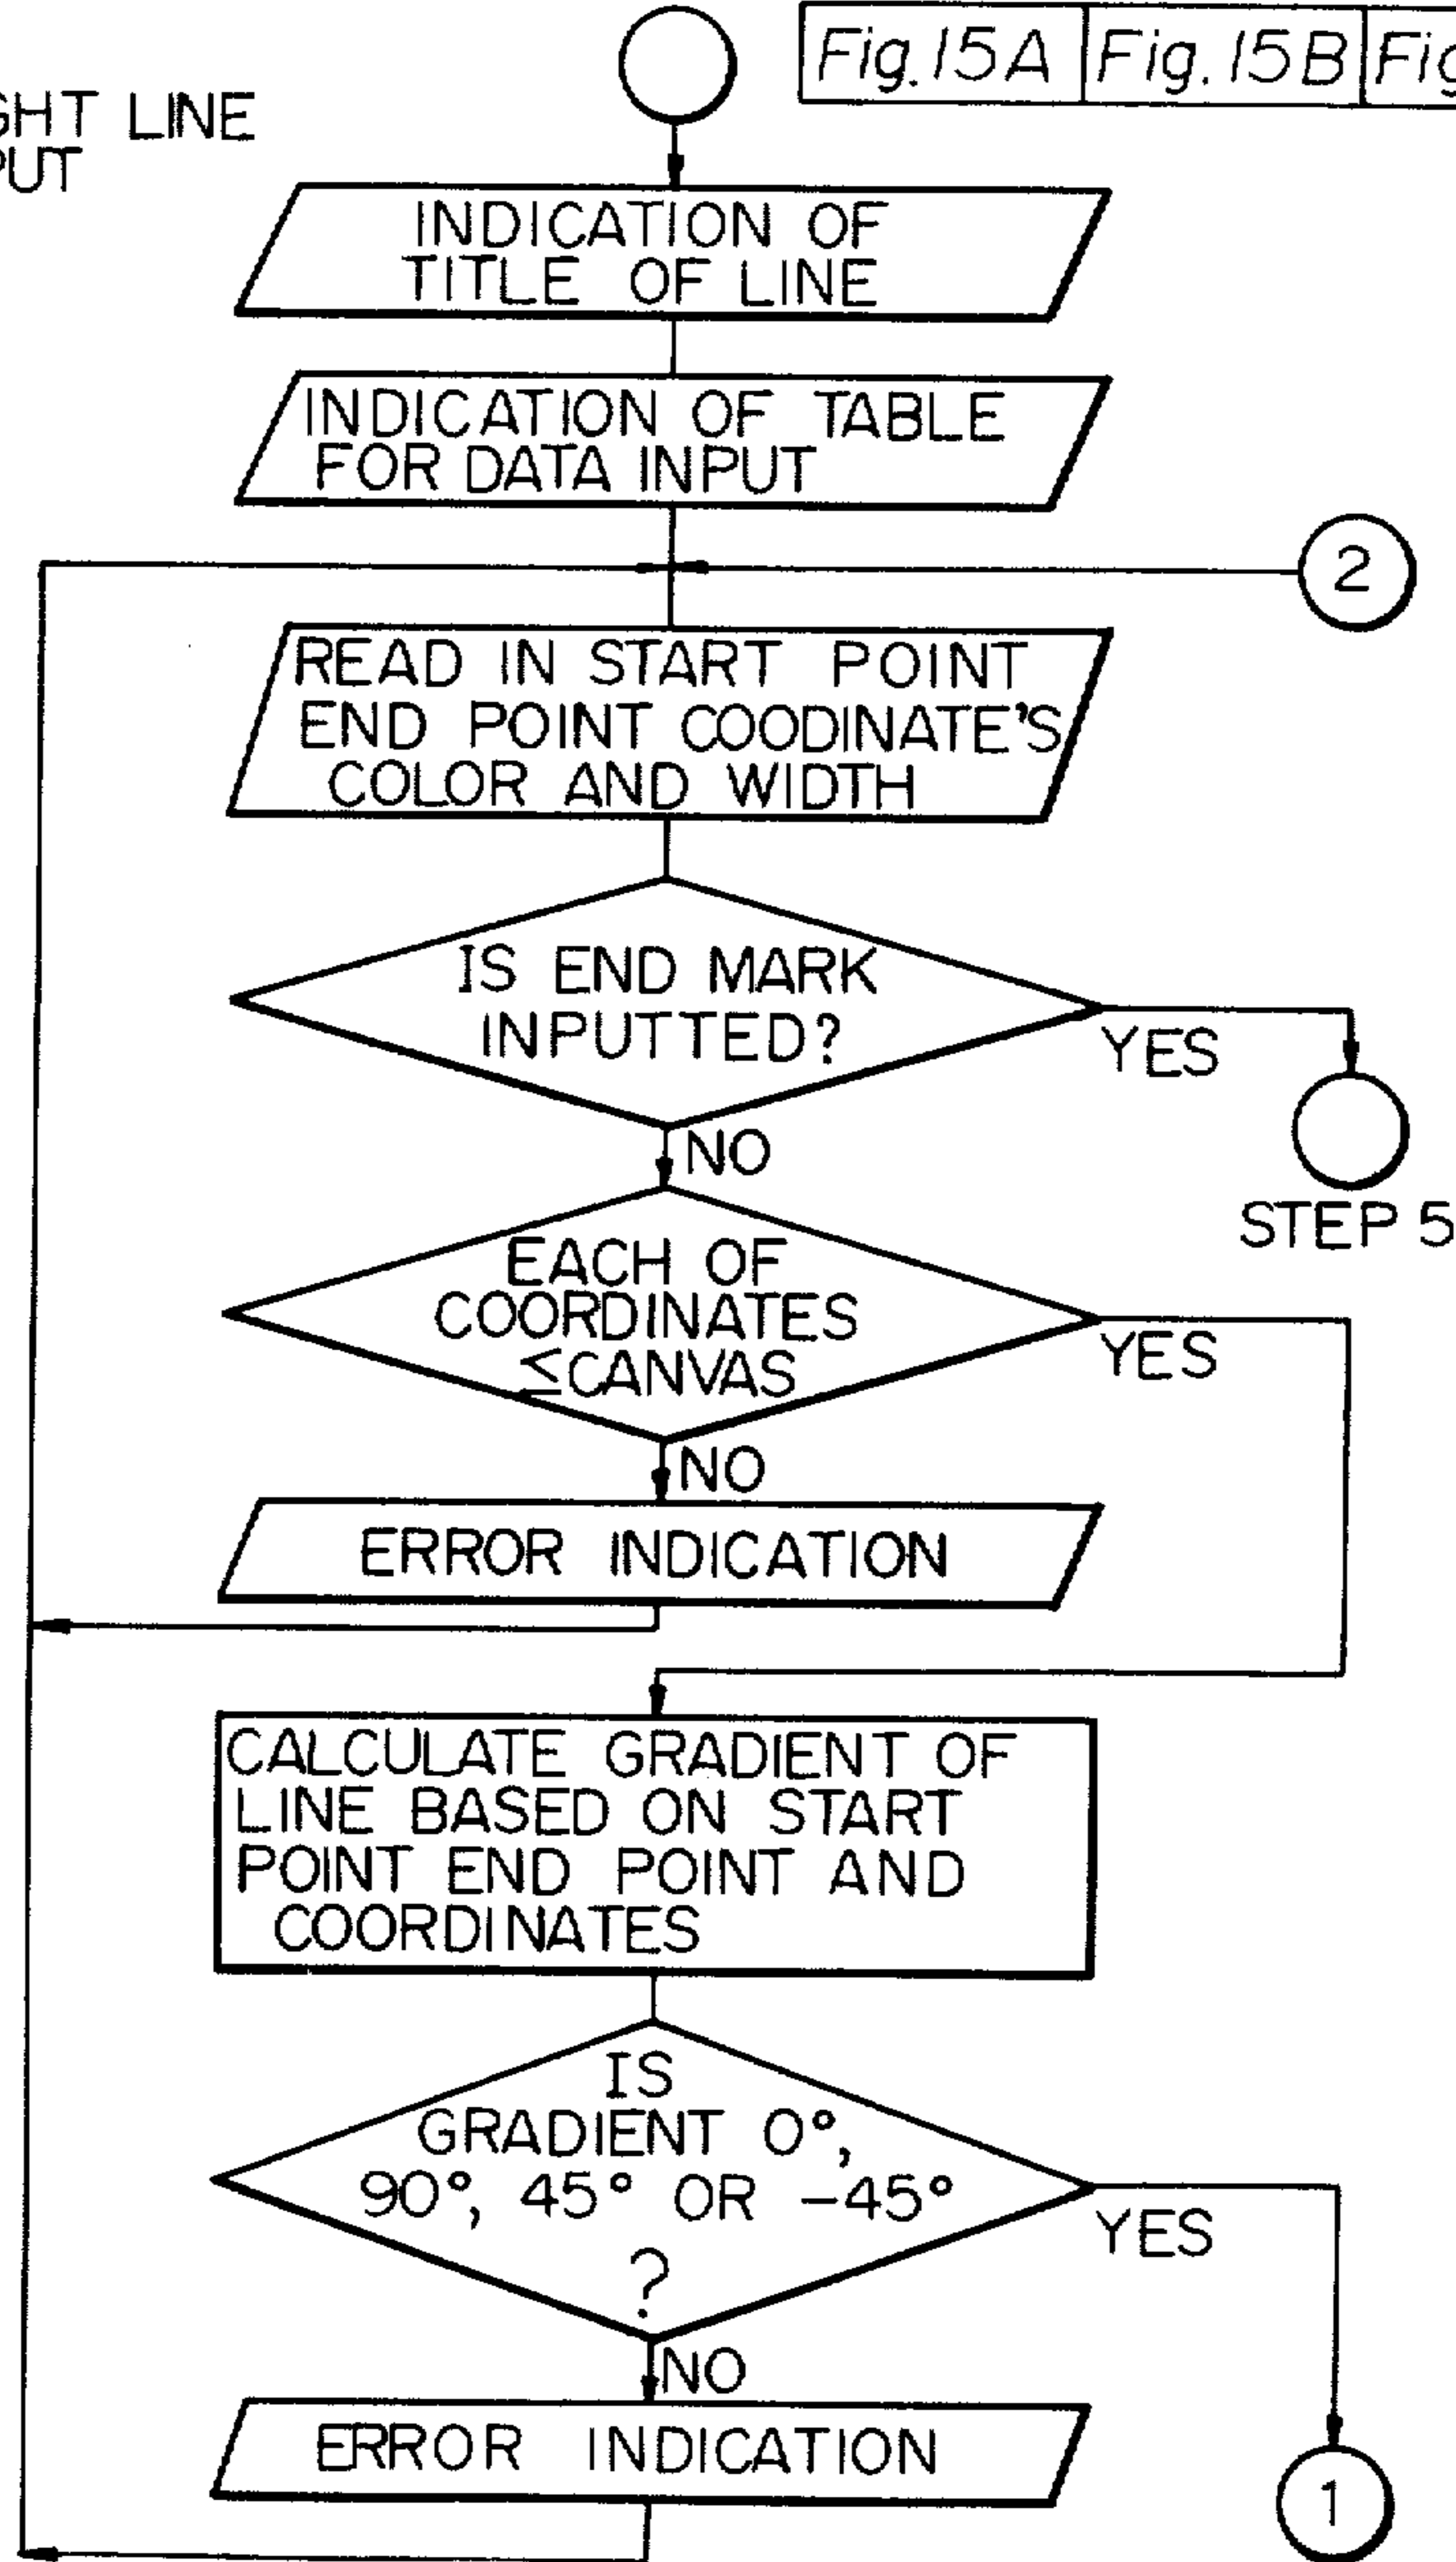 Fig. 15A Fig. 15B Fig
GHT LINE
PUT
INDICATION OF
TITLE OF LINE
INDICATION OF TABLE
FOR DATA INPUT
2
READ IN START POINT
END POINT COODINATE'S
COLOR AND WIDTH
IS END MARK
INPUTTED?
YES
NO
STEP 5
EACH OF
COORDINATES
≤CANVAS
YES
NO
ERROR INDICATION
CALCULATE GRADIENT OF
LINE BASED ON START
POINT END POINT AND
COORDINATES
IS
GRADIENT 0°,
90°, 45° OR -45°
?
YES
NO
ERROR INDICATION
1